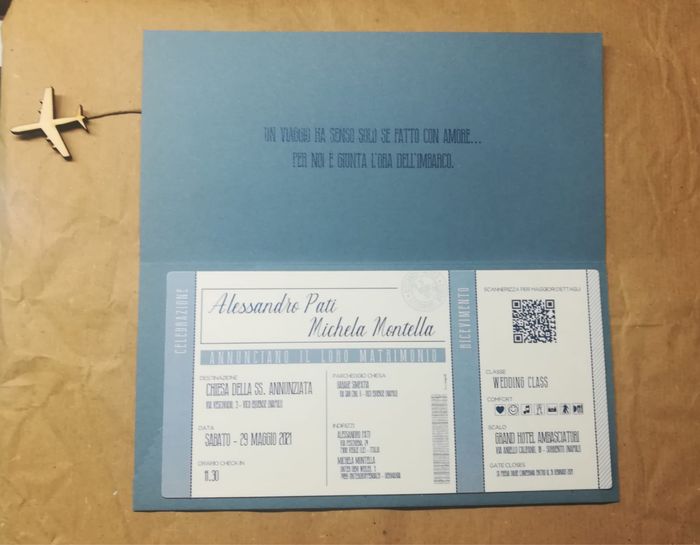 UN VIAGGIO HA SENSO SOLO SE FATTO CON AMORE...
PER NOI È GIUNTA L'ORA DELL'IMBARCO.
CELEBRAZIONE
Alessandro Pati
Michela Montella
ANNUNCIANO IL LORO MATRIMONIO
DESTINAZIONE
CHIESA DELLA SS. ANNUNZIATA
DATA
SABATO - 29 MAGGIO 2021
ORARIO CHECK IN
11.30
PARCHEGGIO CHIESA
INDIRIZZI
ALESSANDRO PATI
MICHELA MONTELLA
RICEVIMENTO
SCANNERIZZA PER MAGGIORI DETTAGLI
CLASSE
WEDDING CLASS
COMFORT
SCALO
GRAND HOTEL AMBASCIATORI
GATE CLOSES